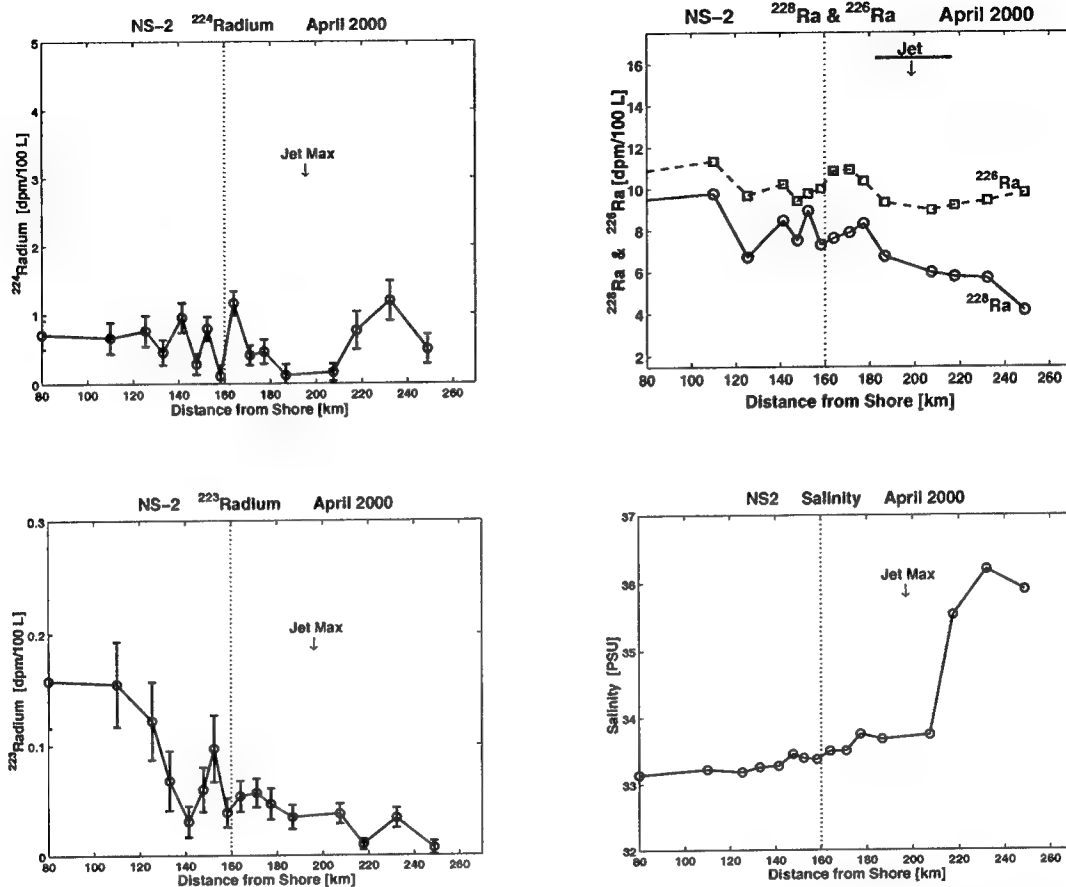 NS-2 ²²⁴Radium April 2000
5
4
3
2
1
0
²²⁴Radium [dpm/100 L]
Jet Max
↓
80 100 120 140 160 180 200 220 240 260
Distance from Shore [km]
NS-2 ²²⁸Ra & ²²⁶Ra April 2000
16
14
12
10
8
6
4
2
²²⁸Ra & ²²⁶Ra [dpm/100 L]
Jet
↓
²²⁶Ra
²²⁸Ra
80 100 120 140 160 180 200 220 240 260
Distance from Shore [km]
NS-2 ²²³Radium April 2000
0.3
0.2
0.1
0
²²³Radium [dpm/100 L]
Jet Max
↓
80 100 120 140 160 180 200 220 240 260
Distance from Shore [km]
NS2 Salinity April 2000
37
36
35
34
33
32
Salinity [PSU]
Jet Max
↓
80 100 120 140 160 180 200 220 240 260
Distance from Shore [km]